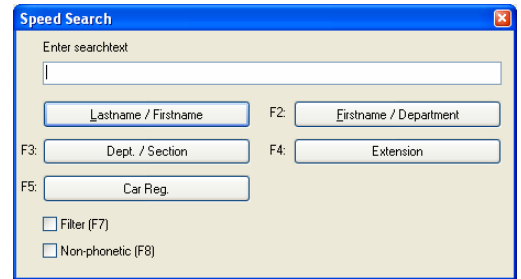 Speed Search
Enter searchtext
Lastname / Firstname F2: Firstname / Department
F3: Dept. / Section F4: Extension
F5: Car Reg.
Filter (F7)
Non-phonetic (F8)